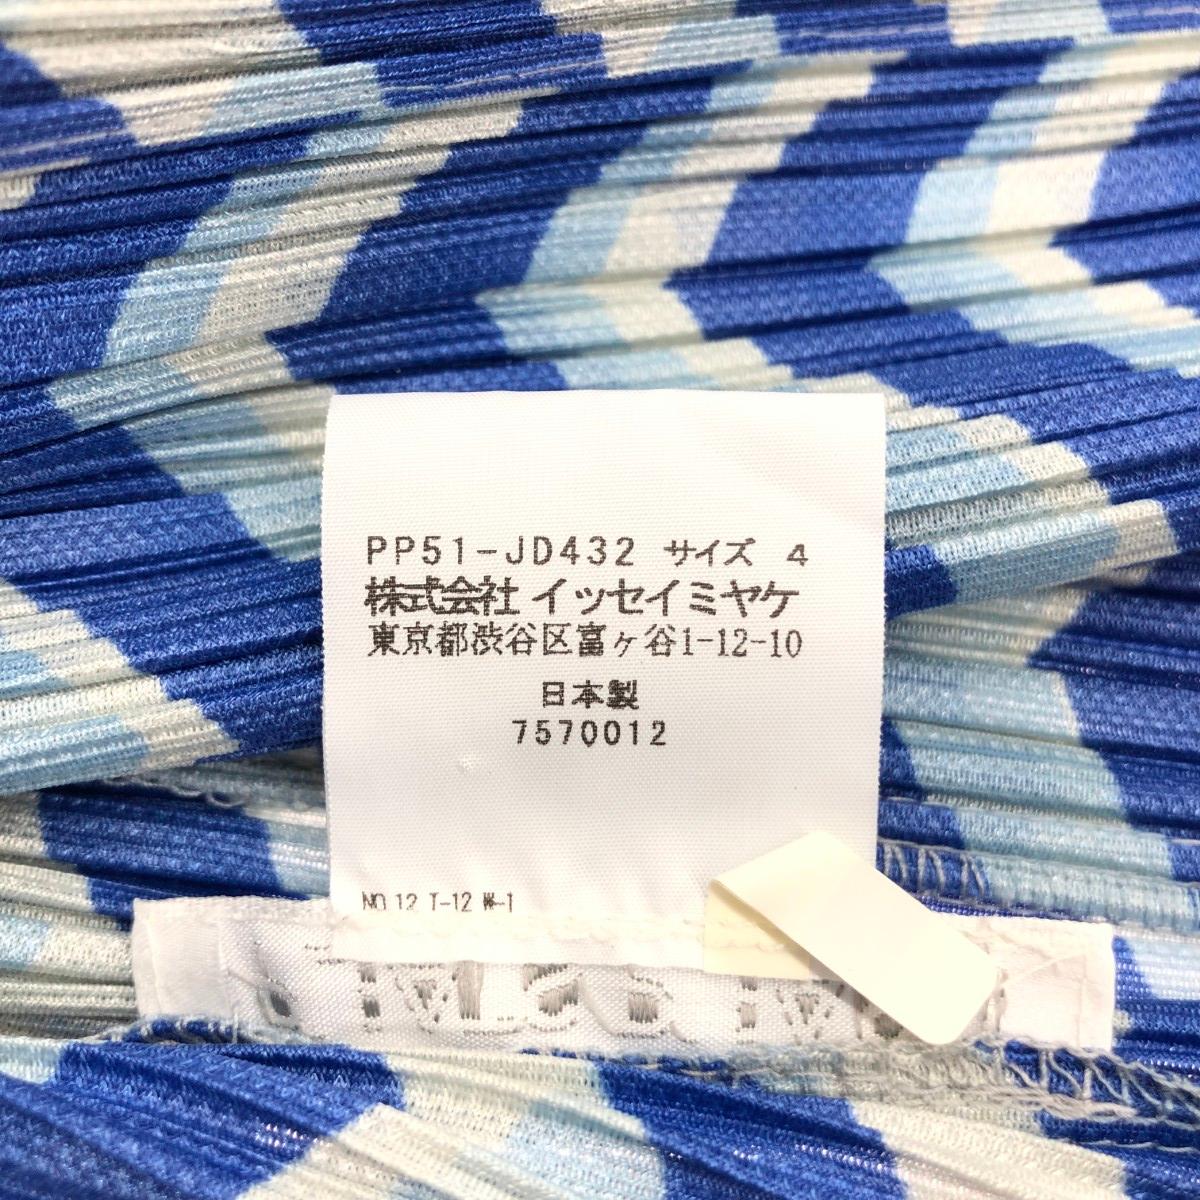 PP51-JD432 サイズ 4
株式会社イッセイミヤケ
東京都渋谷区富ヶ谷1-12-10
日本製
7570012
NO.12 T-12 W-1